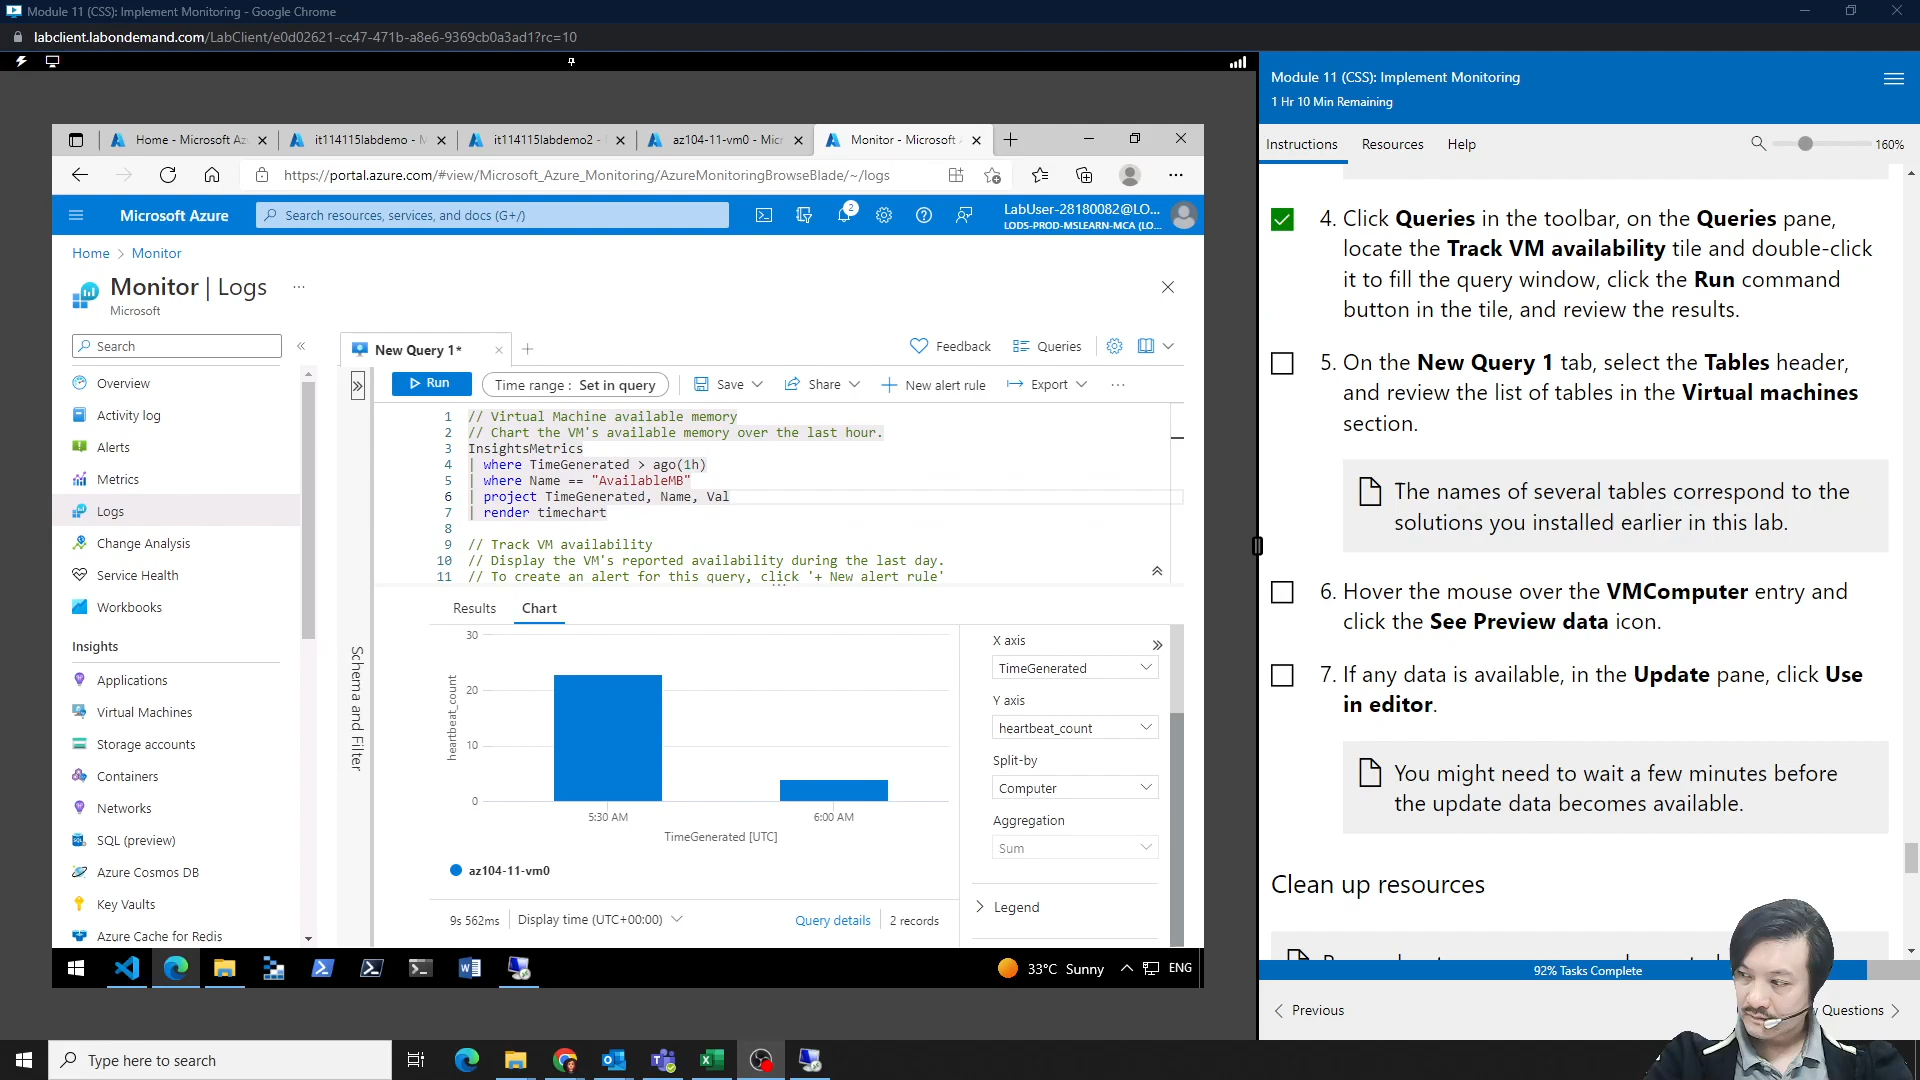 Module 11 (CSS): Implement Monitoring - Google Chrome
labclient.labondemand.com/LabClient/e0d02621-cc47-471b-a8e6-9369cb0a3ad1?rc=10
Home - Microsoft Az
it114115labdemo - M
it114115labdemo2 -
az104-11-vm0 - Micr
Monitor - Microsoft
https://portal.azure.com/#view/Microsoft_Azure_Monitoring/AzureMonitoringBrowseBlade/~/logs
Microsoft Azure
Search resources, services, and docs (G+/)
2
LabUser-28180082@LO...
LODS-PROD-MSLEARN-MCA (LO...
Home > Monitor
Monitor | Logs
Microsoft
Search
Overview
Activity log
Alerts
Metrics
Logs
Change Analysis
Service Health
Workbooks
Insights
Applications
Virtual Machines
Storage accounts
Containers
Networks
SQL (preview)
Azure Cosmos DB
Key Vaults
Azure Cache for Redis
New Query 1*
Feedback
Queries
Run
Time range : Set in query
Save
Share
New alert rule
Export
Schema and Filter
1 // Virtual Machine available memory
2 // Chart the VM's available memory over the last hour.
3 InsightsMetrics
4 | where TimeGenerated > ago(1h)
5 | where Name == "AvailableMB"
6 | project TimeGenerated, Name, Val
7 | render timechart
8
9 // Track VM availability
10 // Display the VM's reported availability during the last day.
11 // To create an alert for this query, click '+ New alert rule'
Results
Chart
30
20
10
0
heartbeat_count
5:30 AM
6:00 AM
TimeGenerated [UTC]
az104-11-vm0
X axis
TimeGenerated
Y axis
heartbeat_count
Split-by
Computer
Aggregation
Sum
Legend
9s 562ms
Display time (UTC+00:00)
Query details
2 records
33°C Sunny
ENG
Module 11 (CSS): Implement Monitoring
1 Hr 10 Min Remaining
Instructions
Resources
Help
160%
4. Click Queries in the toolbar, on the Queries pane,
locate the Track VM availability tile and double-click
it to fill the query window, click the Run command
button in the tile, and review the results.
5. On the New Query 1 tab, select the Tables header,
and review the list of tables in the Virtual machines
section.
The names of several tables correspond to the
solutions you installed earlier in this lab.
6. Hover the mouse over the VMComputer entry and
click the See Preview data icon.
7. If any data is available, in the Update pane, click Use
in editor.
You might need to wait a few minutes before
the update data becomes available.
Clean up resources
92% Tasks Complete
Previous
Questions
Type here to search